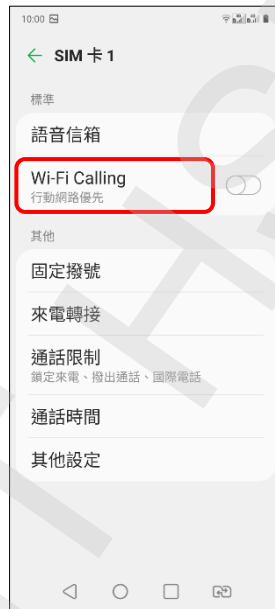 10:00
SIM 卡 1
標準
語音信箱
Wi-Fi Calling
行動網路優先
其他
固定撥號
來電轉接
通話限制
鎖定來電、撥出通話、國際電話
通話時間
其他設定